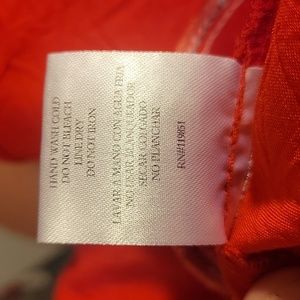 HAND WASH COLD
DO NOT BLEACH
LINE DRY
DO NOT IRON
LAVAR A MANO CON AGUA FRIA
NO USAR BLANQUEADOR
SECAR COLGADO
NO PLANCHAR
RN#119851